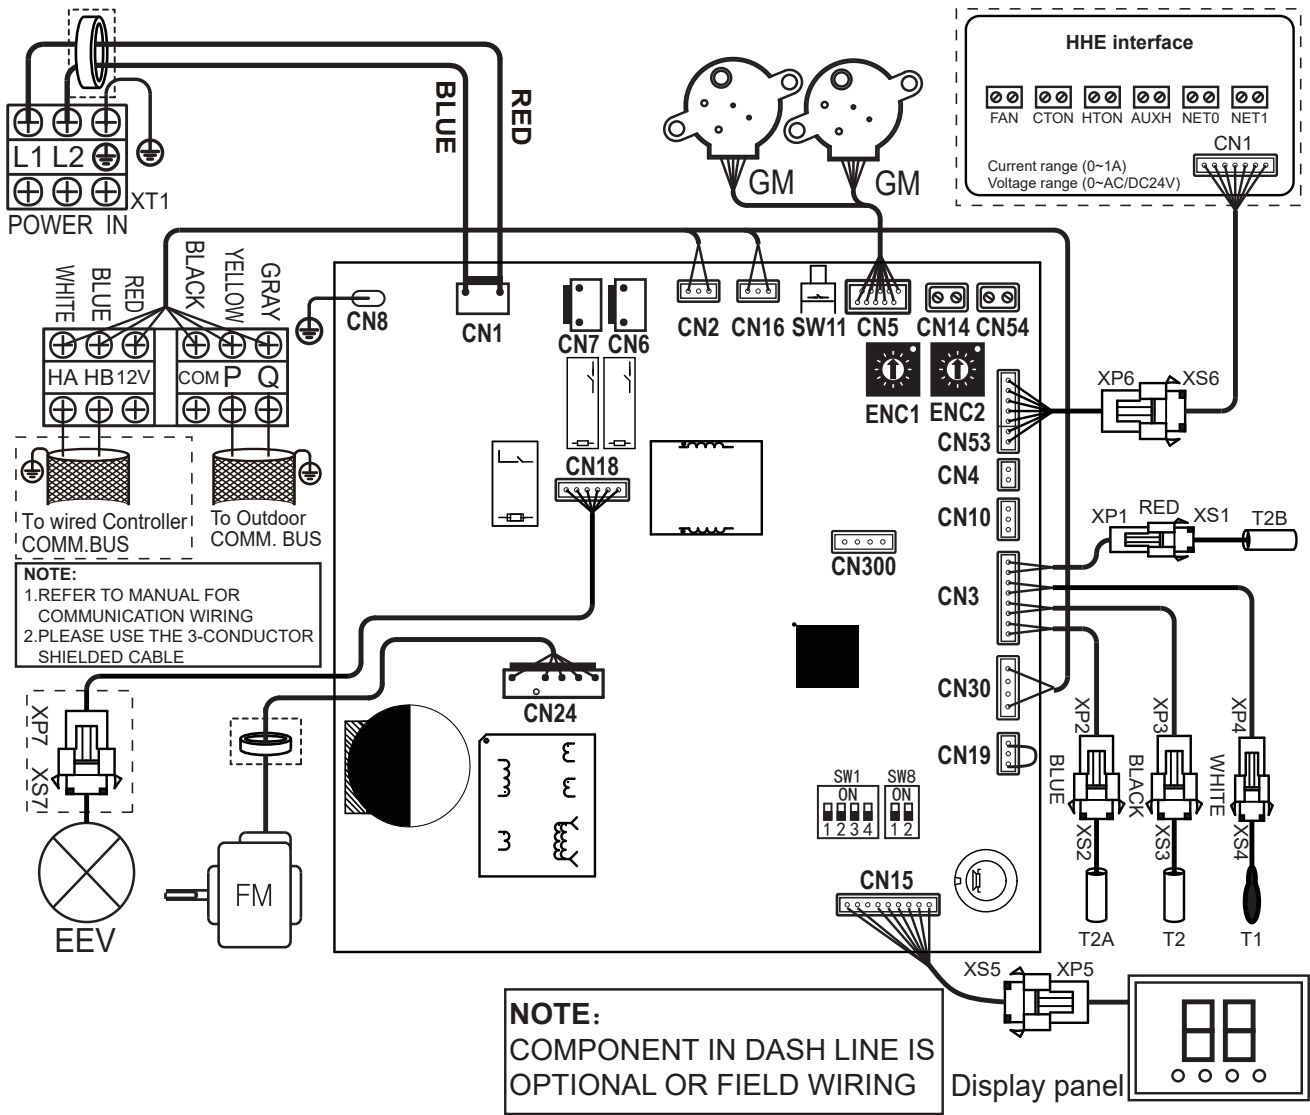 HHE interface
FAN CTON HTON AUXH NET0 NET1
CN1
Current range (0~1A)
Voltage range (0~AC/DC24V)
BLUE
RED
L1 L2
XT1
POWER IN
GM
GM
WHITE
BLUE
RED
BLACK
YELLOW
GRAY
HA HB 12V
COM P Q
To wired Controller
COMM.BUS
To Outdoor
COMM. BUS
NOTE:
1.REFER TO MANUAL FOR
COMMUNICATION WIRING
2.PLEASE USE THE 3-CONDUCTOR
SHIELDED CABLE
CN8
CN1
CN7
CN6
CN2
CN16
SW11
CN5
CN14
CN54
ENC1
ENC2
CN53
CN18
CN4
CN10
CN300
CN3
CN30
CN19
CN24
XP6
XS6
XP1
RED
XS1
T2B
XP2
BLUE
XS2
T2A
XP3
BLACK
XS3
T2
XP4
WHITE
XS4
T1
XP7
XS7
EEV
FM
SW1
ON
1 2 3 4
SW8
ON
1 2
CN15
XS5
XP5
Display panel
NOTE：
COMPONENT IN DASH LINE IS
OPTIONAL OR FIELD WIRING